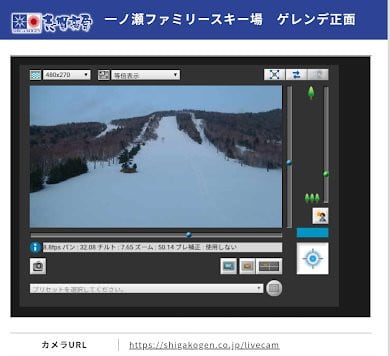 志賀高原 一ノ瀬ファミリースキー場 ゲレンデ正面
480x270 等倍表示
8.8fps パン : 32.08 チルト : 7.65 ズーム : 50.14 ブレ補正 : 使用しない
プリセットを選択してください。
カメラURL https://shigakogen.co.jp/livecam